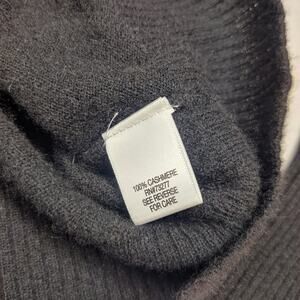 100% CASHMERE
RN#73277
SEE REVERSE
FOR CARE